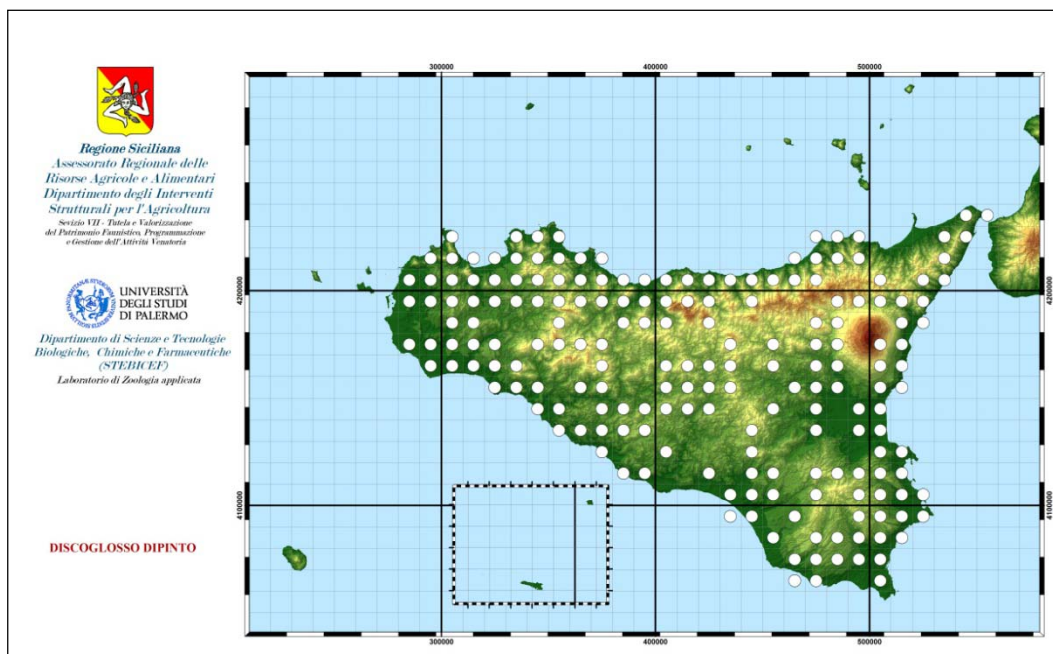 Regione Siciliana
Assessorato Regionale delle
Risorse Agricole e Alimentari
Dipartimento degli Interventi
Strutturali per l'Agricoltura
Sevizio VII - Tutela e Valorizzazione
del Patrimonio Faunistico, Programmazione
e Gestione dell'Attività Venatoria
UNIVERSITÀ
DEGLI STUDI
DI PALERMO
Dipartimento di Scienze e Tecnologie
Biologiche, Chimiche e Farmaceutiche
(STEBICEF)
Laboratorio di Zoologia applicata
DISCOGLOSSO DIPINTO
300000 400000 500000
4200000 4200000
4100000 4100000
300000 400000 500000